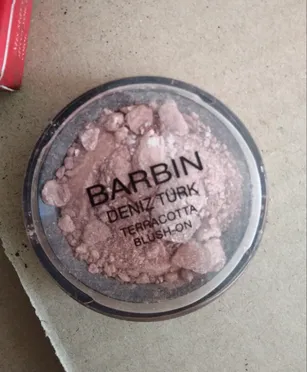 BARBIN
DENIZ TURK
TERRACOTTA
BLUSH-ON